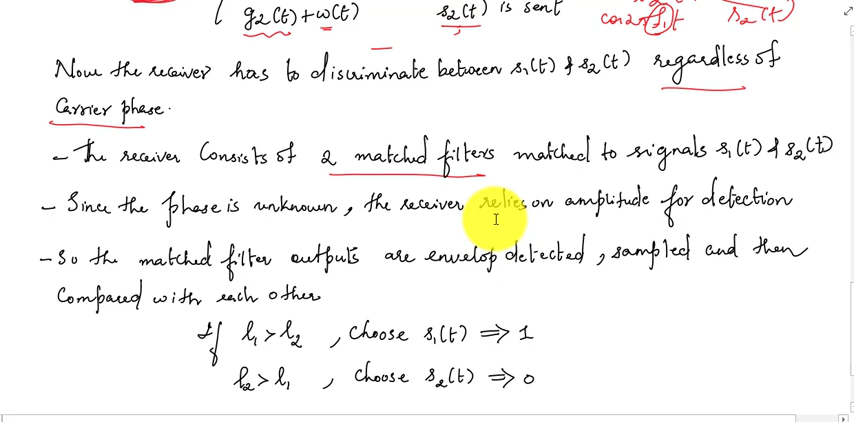 g₂(t) + w(t) s₂(t) is sent
cos2π f₁ t s₂(t)
Now the receiver has to discriminate between s₁(t) & s₂(t) regardless of
Carrier phase.
- The receiver Consists of 2 matched filters matched to signals s₁(t) & s₂(t)
- Since the phase is unknown, the receiver relies on amplitude for detection
- So the matched filter outputs are envelop detected, sampled and then
Compared with each other.
If l₁ > l₂ , choose s₁(t) ⇒ 1
l₂ > l₁ , choose s₂(t) ⇒ 0